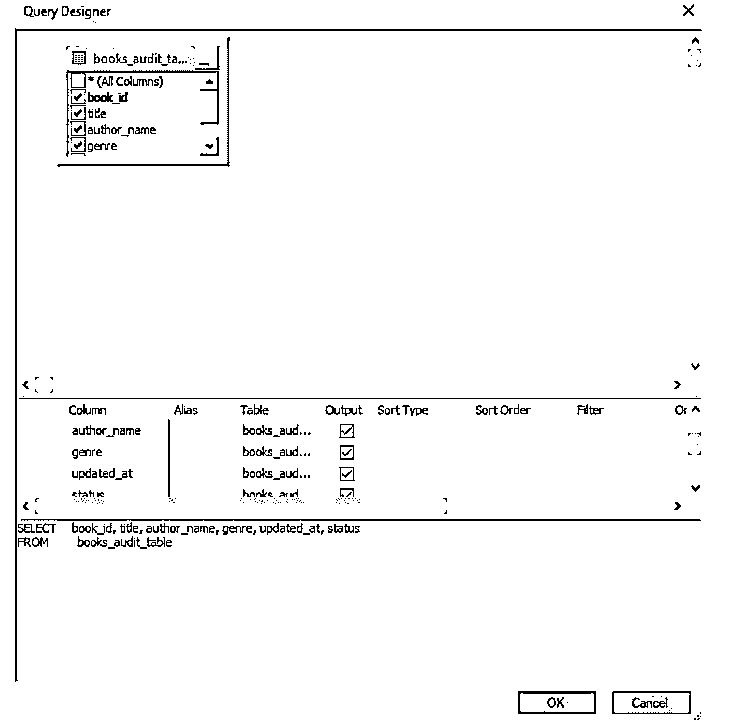 Query Designer
books_audit_ta...
* (All Columns)
book_id
title
author_name
genre
Column Alias Table Output Sort Type Sort Order Filter Or
author_name books_aud...
genre books_aud...
updated_at books_aud...
status books_aud
SELECT book_id, title, author_name, genre, updated_at, status
FROM books_audit_table
OK Cancel